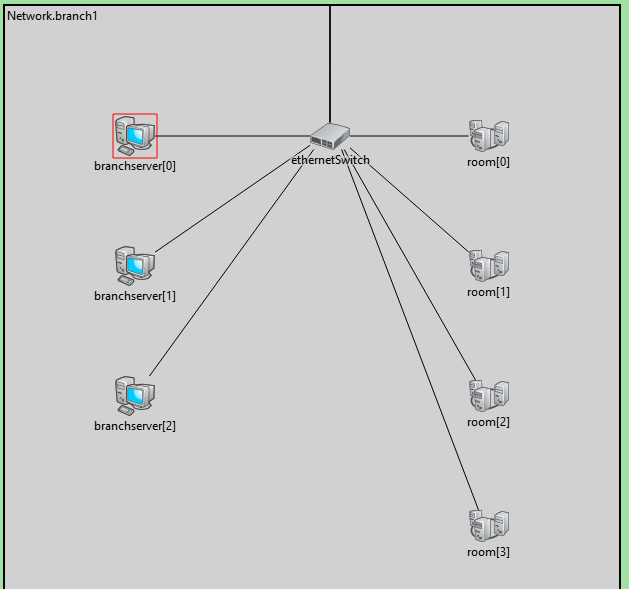 Network.branch1
ethernetSwitch
branchserver[0]
room[0]
branchserver[1]
room[1]
branchserver[2]
room[2]
room[3]